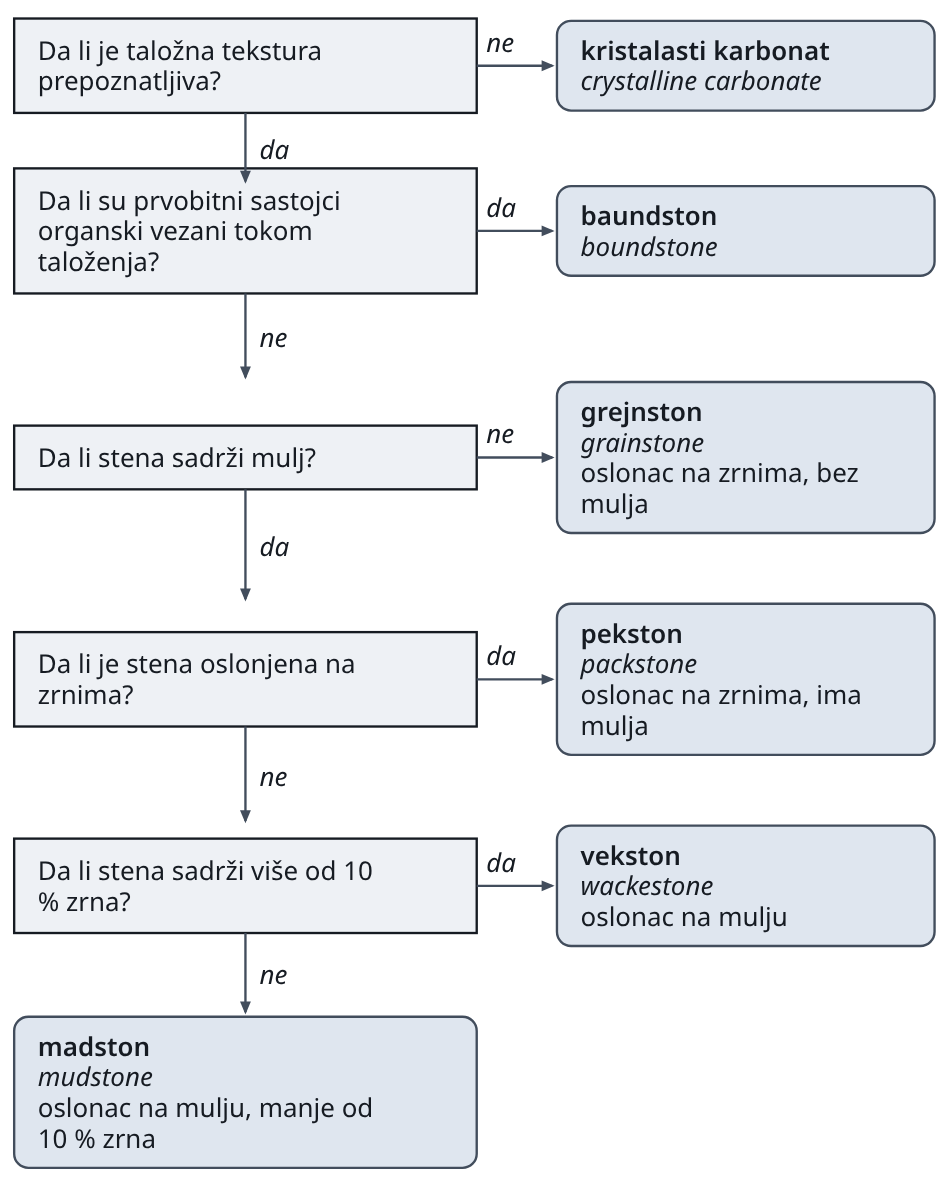 Da li je taložna tekstura
prepoznatljiva?
ne
kristalasti karbonat
crystalline carbonate
da
Da li su prvobitni sastojci
organski vezani tokom
taloženja?
da
baundston
boundstone
ne
Da li stena sadrži mulj?
ne
grejnston
grainstone
oslonac na zrnima, bez
mulja
da
Da li je stena oslonjena na
zrnima?
da
pekston
packstone
oslonac na zrnima, ima
mulja
ne
Da li stena sadrži više od 10
% zrna?
da
vekston
wackestone
oslonac na mulju
ne
madston
mudstone
oslonac na mulju, manje od
10 % zrna